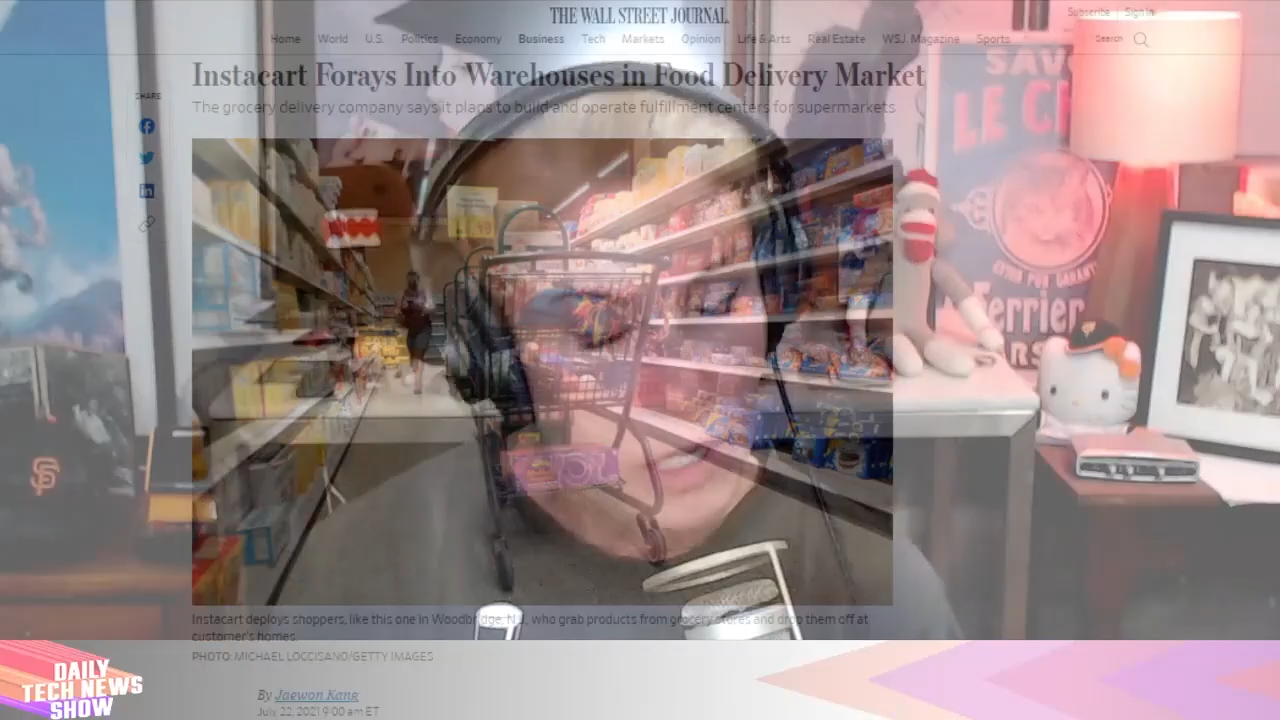 THE WALL STREET JOURNAL.
Subscribe Sign In
Home World U.S. Politics Economy Business Tech Markets Opinion Life & Arts Real Estate WSJ. Magazine Sports
Search
Instacart Forays Into Warehouses in Food Delivery Market
The grocery delivery company says it plans to build and operate fulfillment centers for supermarkets
SHARE
SAV
LE CI
Perrier
SF
Instacart deploys shoppers, like this one in Woodbridge, N.J., who grab products from grocery stores and drop them off at
customer's homes.
PHOTO: MICHAEL LOCCISANO/GETTY IMAGES
By Jaewon Kang
July 22, 2021 9:00 am ET
DAILY
TECH NEWS
SHOW